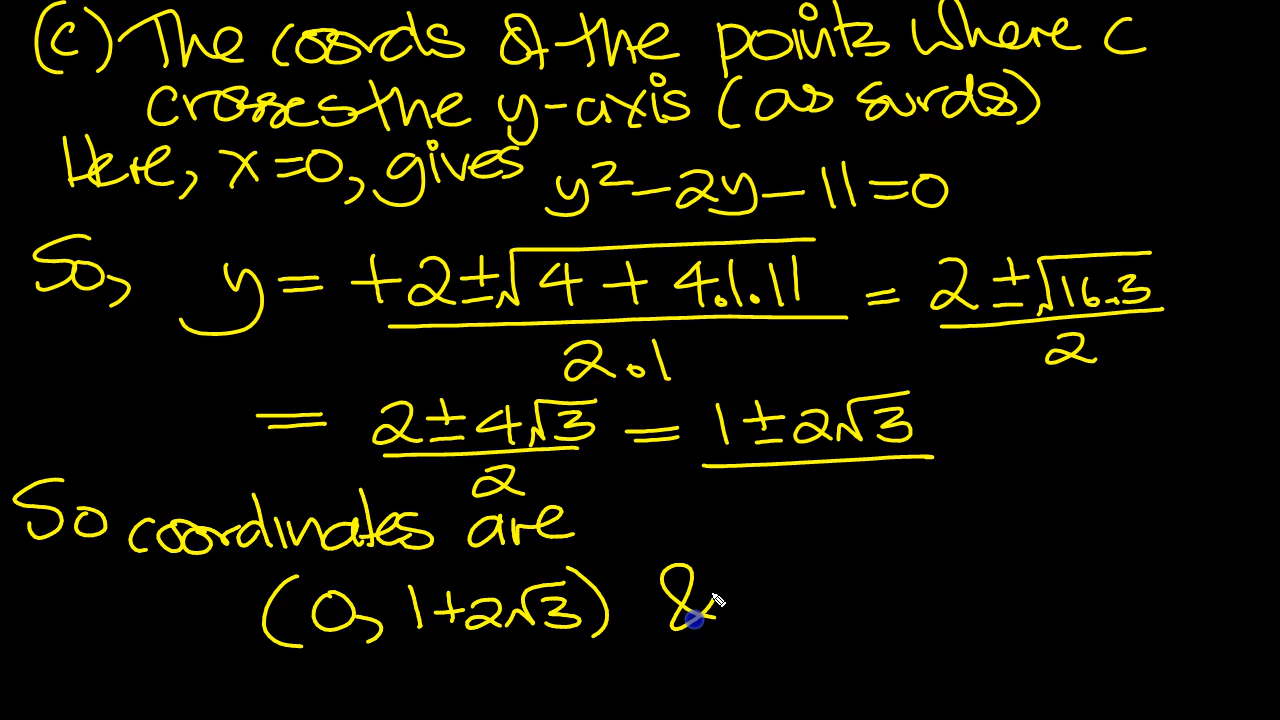 (c) The coords of the points where C
crosses the y-axis (as surds)
Here, x=0, gives y²-2y-11=0
So, y = +2±√(4+4.1.11)/2.1 = 2±√(16.3)/2
= 2±4√3/2 = 1±2√3
So coordinates are
(0, 1+2√3) &